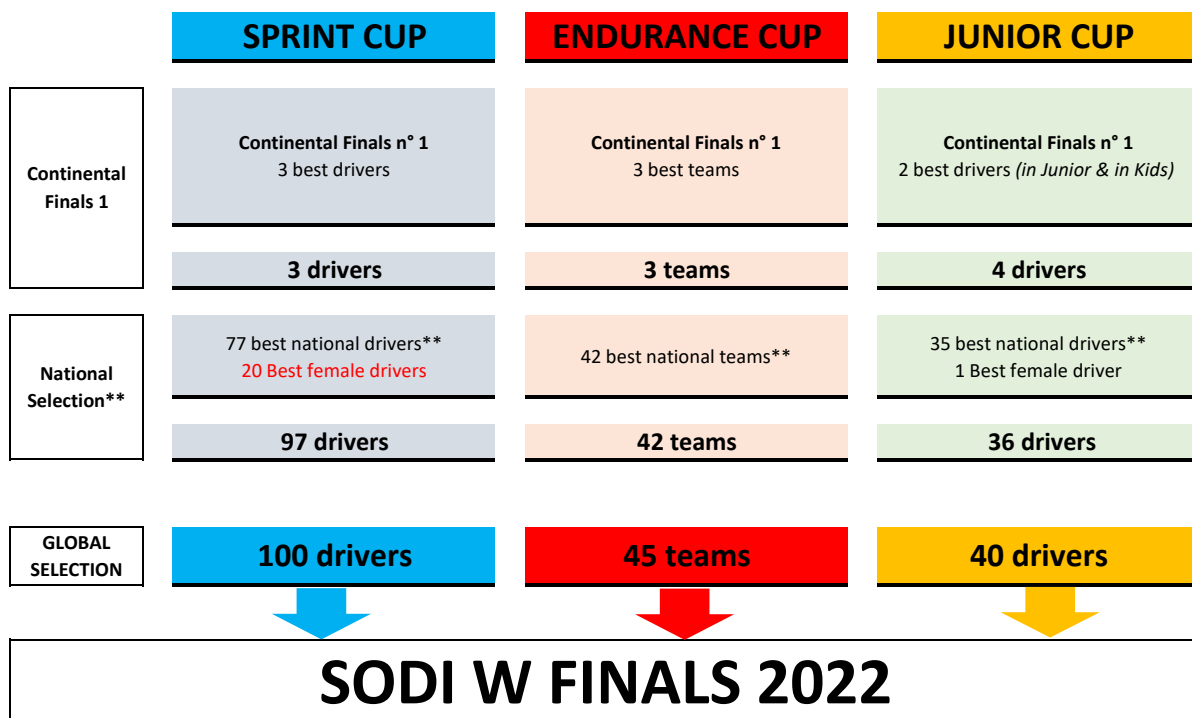 SPRINT CUP
ENDURANCE CUP
JUNIOR CUP
Continental
Finals 1
Continental Finals n° 1
3 best drivers
Continental Finals n° 1
3 best teams
Continental Finals n° 1
2 best drivers (in Junior & in Kids)
3 drivers
3 teams
4 drivers
National
Selection**
77 best national drivers**
20 Best female drivers
42 best national teams**
35 best national drivers**
1 Best female driver
97 drivers
42 teams
36 drivers
GLOBAL
SELECTION
100 drivers
45 teams
40 drivers
SODI W FINALS 2022